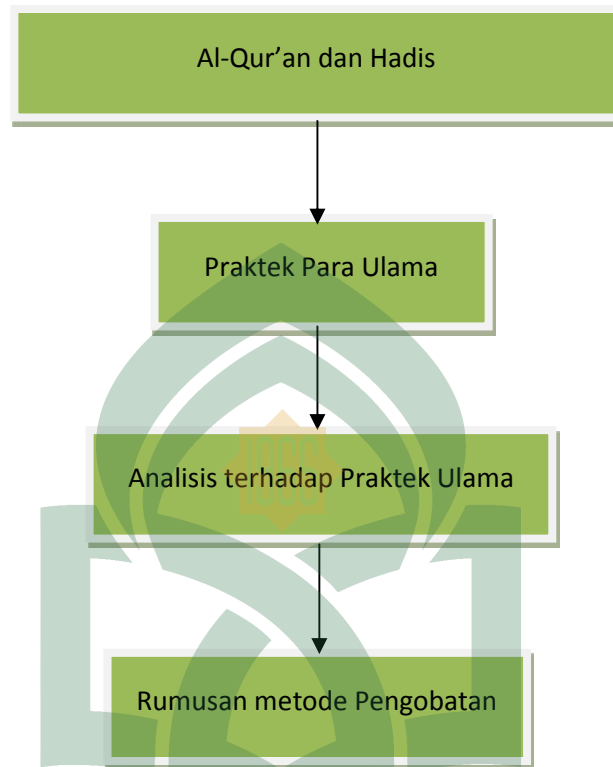 Al-Qur’an dan Hadis
Praktek Para Ulama
Analisis terhadap Praktek Ulama
Rumusan metode Pengobatan